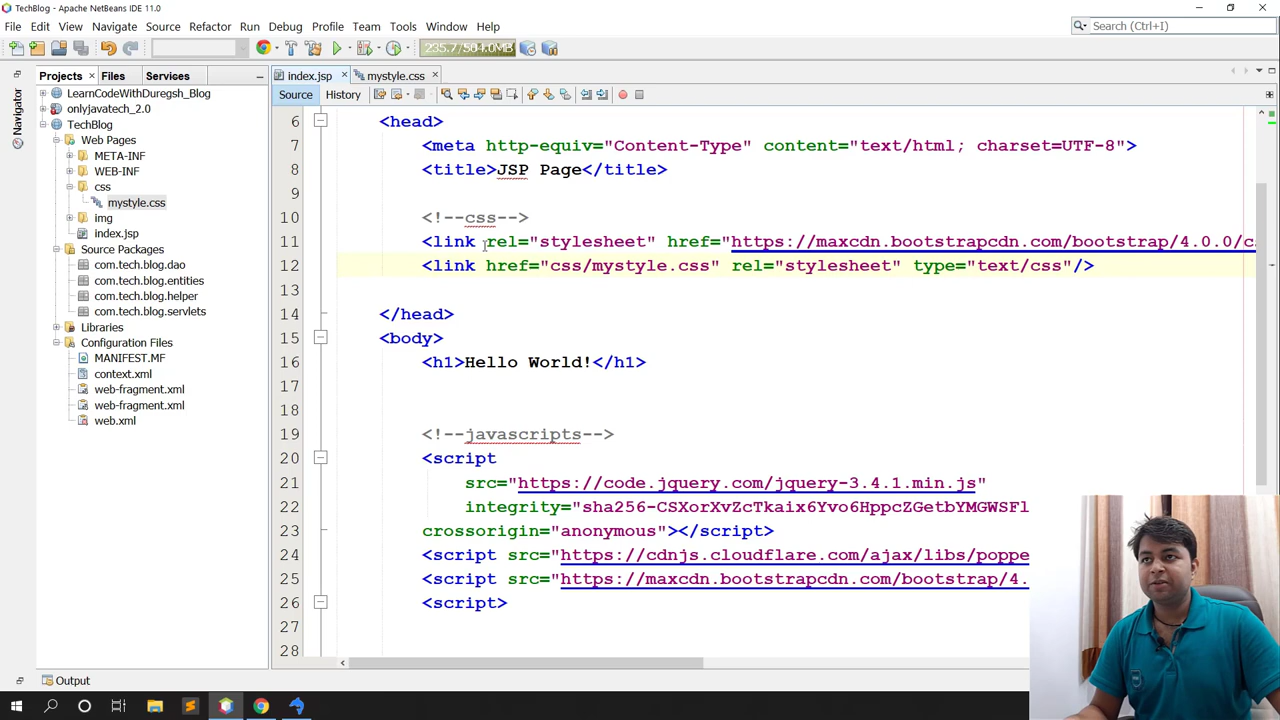 TechBlog - Apache NetBeans IDE 11.0
File Edit View Navigate Source Refactor Run Debug Profile Team Tools Window Help
Search (Ctrl+I)
235.7/504.0MB
Projects Files Services
index.jsp mystyle.css
Navigator
LearnCodeWithDuregsh_Blog
onlyjavatech_2.0
TechBlog
Web Pages
META-INF
WEB-INF
css
mystyle.css
img
index.jsp
Source Packages
com.tech.blog.dao
com.tech.blog.entities
com.tech.blog.helper
com.tech.blog.servlets
Libraries
Configuration Files
MANIFEST.MF
context.xml
web-fragment.xml
web-fragment.xml
web.xml
Source History
6 <head>
7 <meta http-equiv="Content-Type" content="text/html; charset=UTF-8">
8 <title>JSP Page</title>
9
10 <!--css-->
11 <link rel="stylesheet" href="https://maxcdn.bootstrapcdn.com/bootstrap/4.0.0/cs
12 <link href="css/mystyle.css" rel="stylesheet" type="text/css"/>
13
14 </head>
15 <body>
16 <h1>Hello World!</h1>
17
18
19 <!--javascripts-->
20 <script
21 src="https://code.jquery.com/jquery-3.4.1.min.js"
22 integrity="sha256-CSXorXvZcTkaix6Yvo6HppcZGetbYMGWSFl
23 crossorigin="anonymous"></script>
24 <script src="https://cdnjs.cloudflare.com/ajax/libs/poppe
25 <script src="https://maxcdn.bootstrapcdn.com/bootstrap/4.
26 <script>
27
28
Output